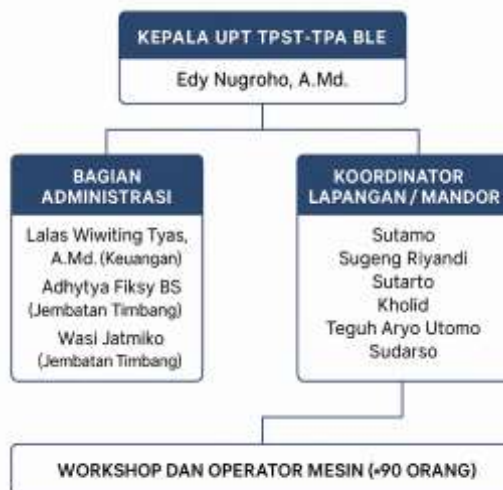 KEPALA UPT TPST-TPA BLE
Edy Nugroho, A.Md.
BAGIAN
ADMINISTRASI
Lalas Wiwiting Tyas,
A.Md. (Keuangan)
Adhytya Fiksy BS
(Jembatan Timbang)
Wasi Jatmiko
(Jembatan Timbang)
KOORDINATOR
LAPANGAN / MANDOR
Sutamo
Sugeng Riyandi
Sutarto
Kholid
Teguh Aryo Utomo
Sudarso
WORKSHOP DAN OPERATOR MESIN (±90 ORANG)